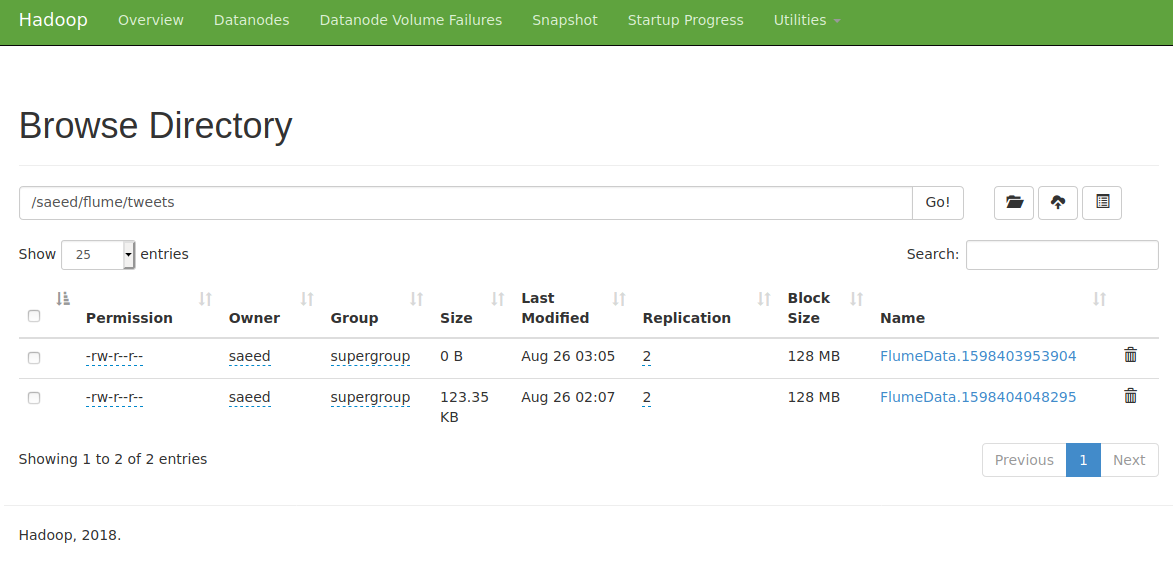 Hadoop Overview Datanodes Datanode Volume Failures Snapshot Startup Progress Utilities
Browse Directory
/saeed/flume/tweets Go!
Show 25 entries Search:
Permission Owner Group Size Last Modified Replication Block Size Name
-rw-r--r-- saeed supergroup 0 B Aug 26 03:05 2 128 MB FlumeData.1598403953904
-rw-r--r-- saeed supergroup 123.35 KB Aug 26 02:07 2 128 MB FlumeData.1598404048295
Showing 1 to 2 of 2 entries Previous 1 Next
Hadoop, 2018.